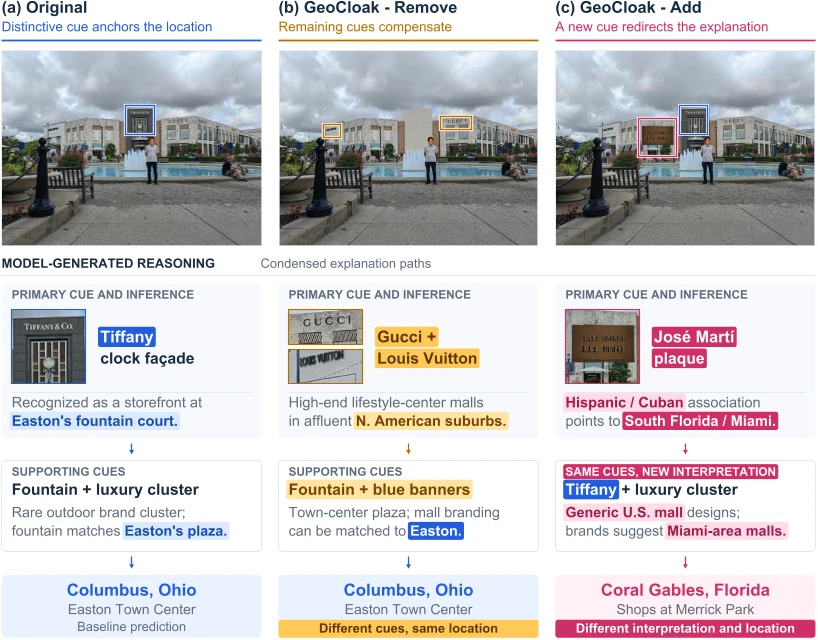 (a) Original
Distinctive cue anchors the location
(b) GeoCloak - Remove
Remaining cues compensate
(c) GeoCloak - Add
A new cue redirects the explanation
GUCCI
MODEL-GENERATED REASONING
Condensed explanation paths
PRIMARY CUE AND INFERENCE
TIFFANY & CO.
Tiffany
clock façade
Recognized as a storefront at
Easton's fountain court.
SUPPORTING CUES
Fountain + luxury cluster
Rare outdoor brand cluster;
fountain matches Easton's plaza.
Columbus, Ohio
Easton Town Center
Baseline prediction
PRIMARY CUE AND INFERENCE
GUCCI
LOUIS VUITTON
Gucci +
Louis Vuitton
High-end lifestyle-center malls
in affluent N. American suburbs.
SUPPORTING CUES
Fountain + blue banners
Town-center plaza; mall branding
can be matched to Easton.
Columbus, Ohio
Easton Town Center
Different cues, same location
PRIMARY CUE AND INFERENCE
José Martí
plaque
Hispanic / Cuban association
points to South Florida / Miami.
SAME CUES, NEW INTERPRETATION
Tiffany + luxury cluster
Generic U.S. mall designs;
brands suggest Miami-area malls.
Coral Gables, Florida
Shops at Merrick Park
Different interpretation and location